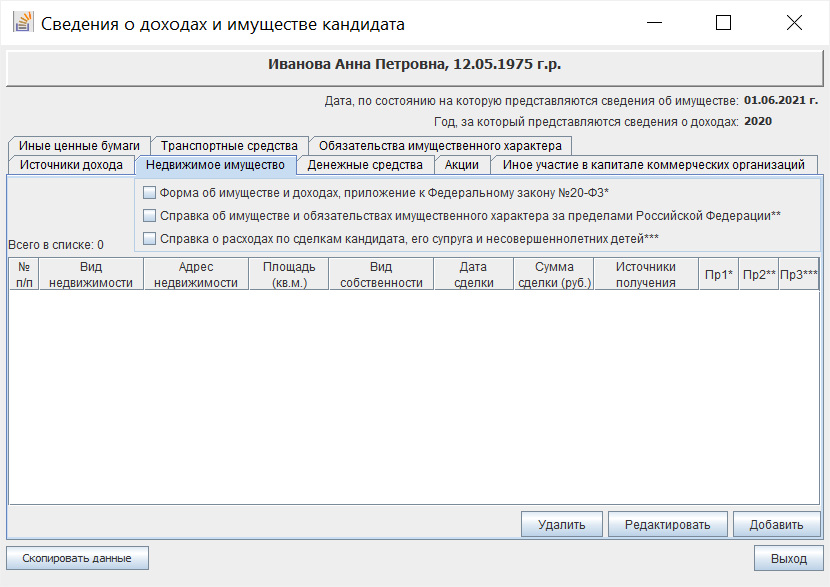 Сведения о доходах и имуществе кандидата
Иванова Анна Петровна, 12.05.1975 г.р.
Дата, по состоянию на которую представляются сведения об имуществе: 01.06.2021 г.
Год, за который представляются сведения о доходах: 2020
Иные ценные бумаги Транспортные средства Обязательства имущественного характера
Источники дохода Недвижимое имущество Денежные средства Акции Иное участие в капитале коммерческих организаций
Форма об имуществе и доходах, приложение к Федеральному закону №20-ФЗ*
Справка об имуществе и обязательствах имущественного характера за пределами Российской Федерации**
Справка о расходах по сделкам кандидата, его супруга и несовершеннолетних детей***
Всего в списке: 0
№ Вид Адрес Площадь Вид Дата Сумма Источники Пр1* Пр2** Пр3***
п/п недвижимости недвижимости (кв.м.) собственности сделки сделки (руб.) получения
Удалить Редактировать Добавить
Скопировать данные Выход